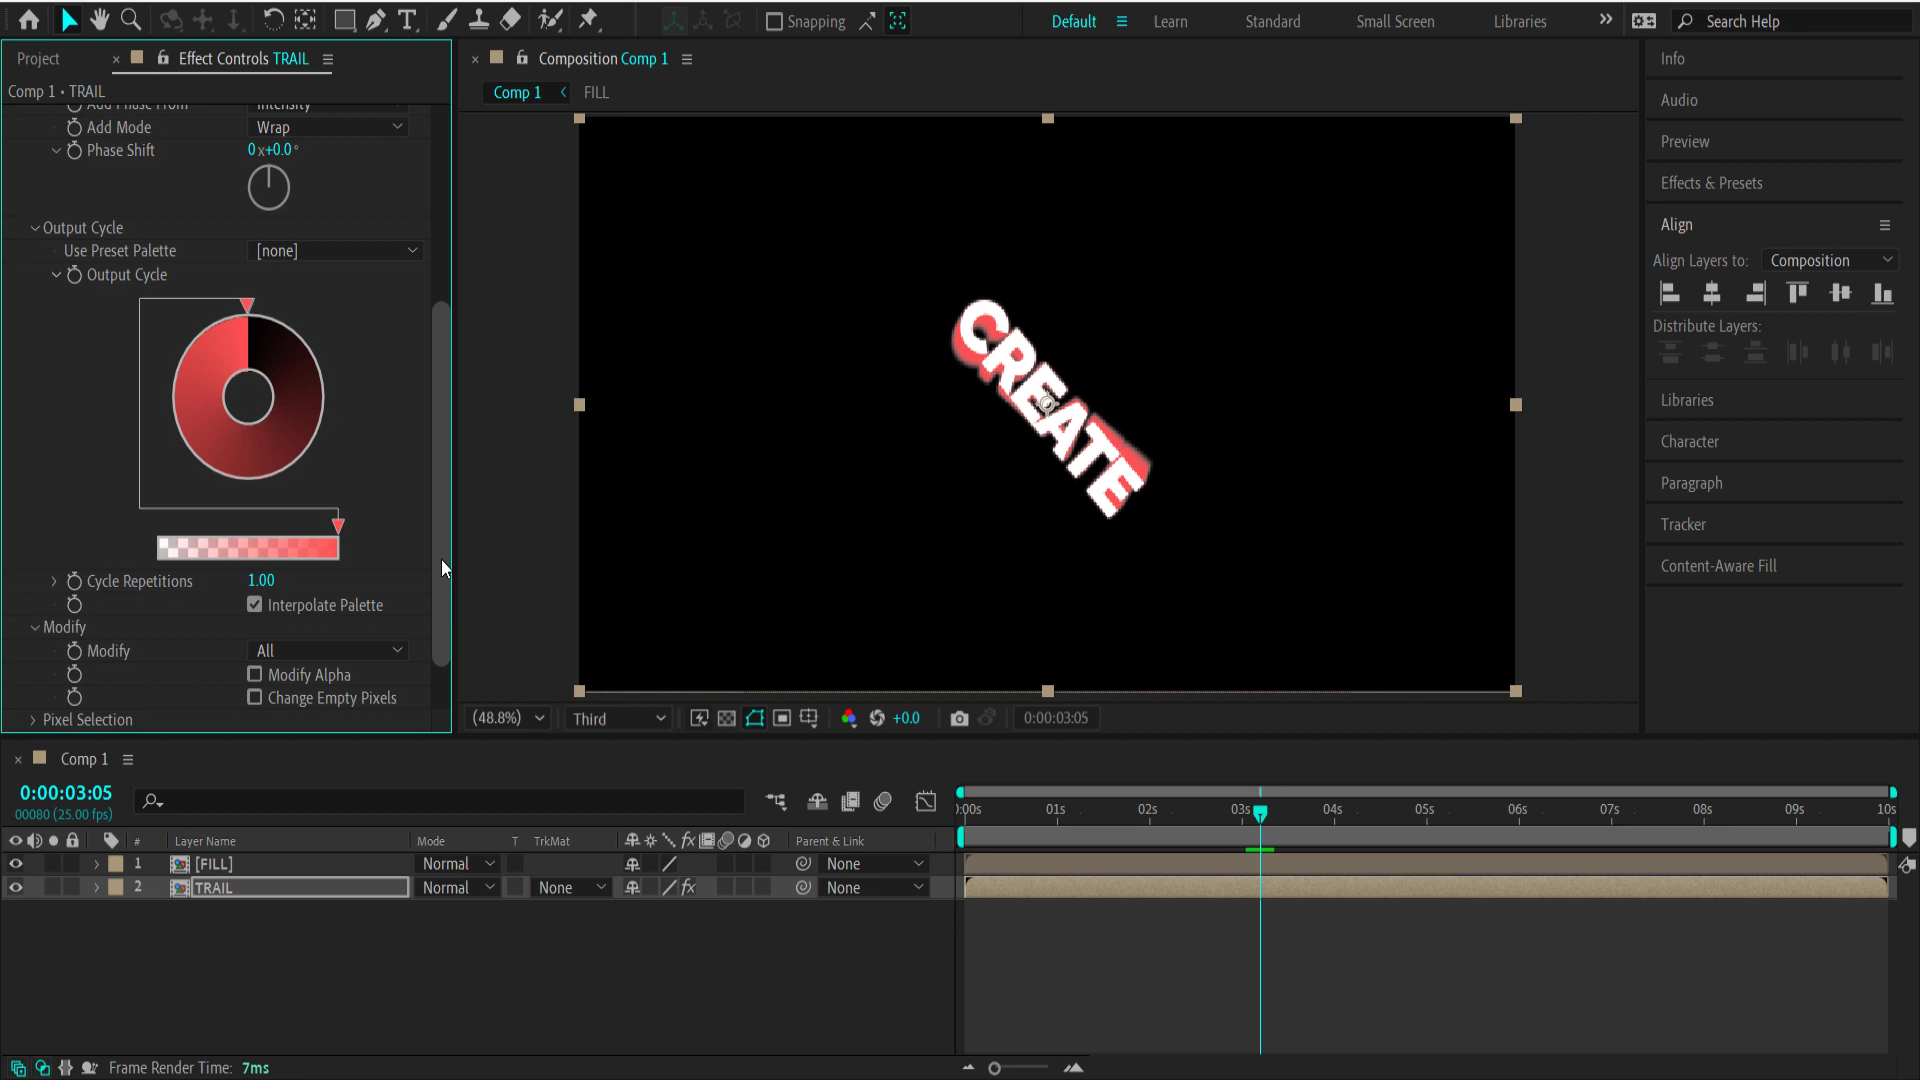 Snapping
Default
Learn
Standard
Small Screen
Libraries
Search Help
Project
Effect Controls TRAIL
Composition Comp 1
Info
Comp 1 • TRAIL
Comp 1
FILL
Add Phase From
Intensity
Audio
Add Mode
Wrap
Phase Shift
0 x+0.0 °
Preview
Effects & Presets
Output Cycle
Align
Use Preset Palette
[none]
Align Layers to:
Composition
Output Cycle
Distribute Layers:
CREATE
Libraries
Character
Paragraph
Tracker
Content-Aware Fill
Cycle Repetitions
1.00
Interpolate Palette
Modify
Modify
All
Modify Alpha
Change Empty Pixels
Pixel Selection
(48.8%)
Third
+0.0
0:00:03:05
Comp 1
0:00:03:05
00080 (25.00 fps)
):00s
01s
02s
03s
04s
05s
06s
07s
08s
09s
10s
#
Layer Name
Mode
T
TrkMat
fx
Parent & Link
1
[FILL]
Normal
None
2
TRAIL
Normal
None
fx
None
Frame Render Time: 7ms